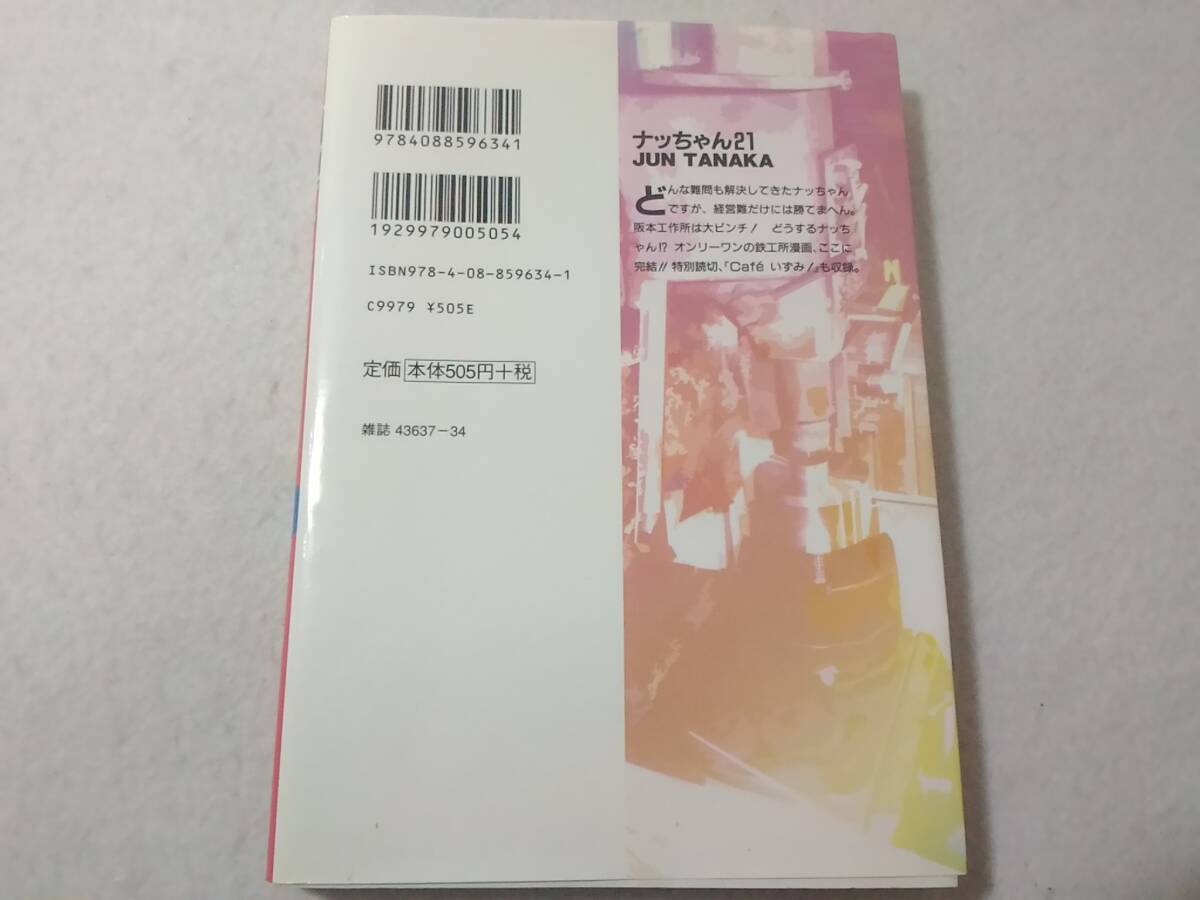 9784088596341
1929979005054
ISBN978-4-08-859634-1
C9979 ¥505E
定価 本体505円+税
雑誌 43637-34
ナッちゃん21
JUN TANAKA
どんな難問も解決してきたナッちゃん
ですが、経営難だけには勝てまへん。
阪本工作所は大ピンチ! どうするナッち
ゃん!? オンリーワンの鉄工所漫画、ここに
完結!! 特別読切、「Café いずみ!」も収録。